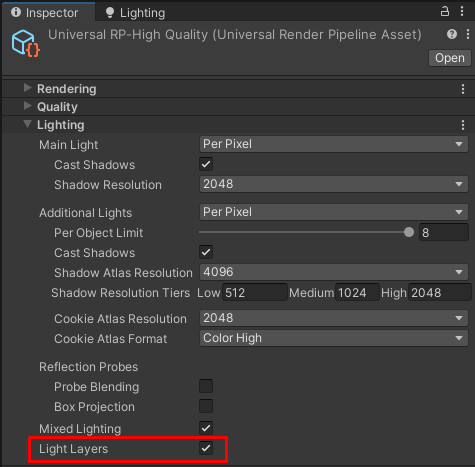 Inspector Lighting
Universal RP-High Quality (Universal Render Pipeline Asset)
Open
Rendering
Quality
Lighting
Main Light Per Pixel
Cast Shadows
Shadow Resolution 2048
Additional Lights Per Pixel
Per Object Limit 8
Cast Shadows
Shadow Atlas Resolution 4096
Shadow Resolution Tiers Low 512 Medium 1024 High 2048
Cookie Atlas Resolution 2048
Cookie Atlas Format Color High
Reflection Probes
Probe Blending
Box Projection
Mixed Lighting
Light Layers